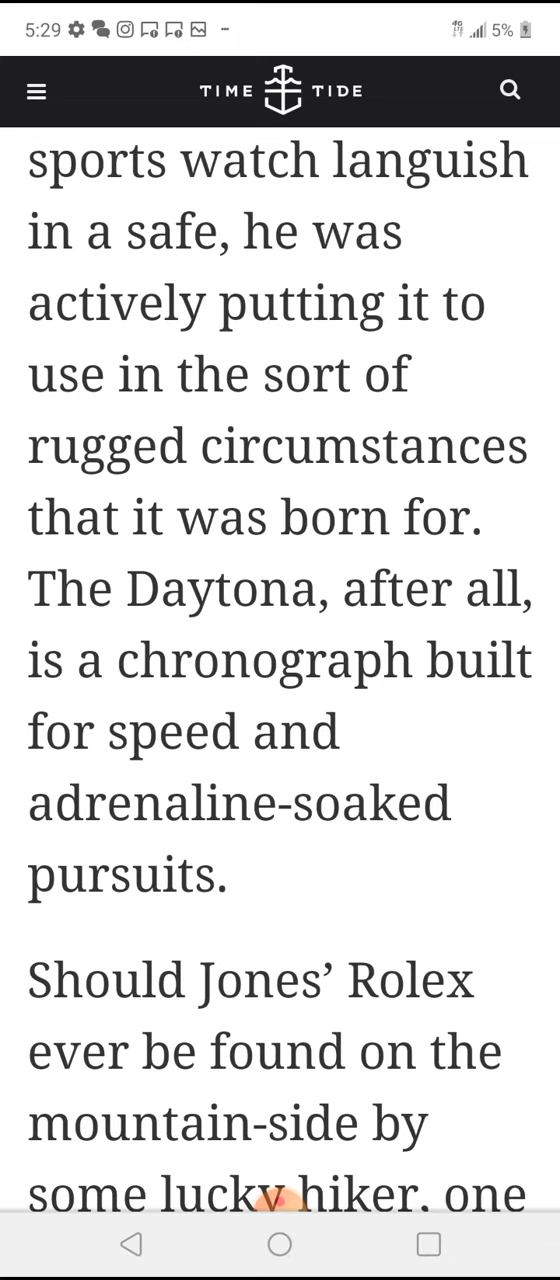 5:29
4G
5%
TIME TIDE
sports watch languish
in a safe, he was
actively putting it to
use in the sort of
rugged circumstances
that it was born for.
The Daytona, after all,
is a chronograph built
for speed and
adrenaline-soaked
pursuits.
Should Jones’ Rolex
ever be found on the
mountain-side by
some lucky hiker, one